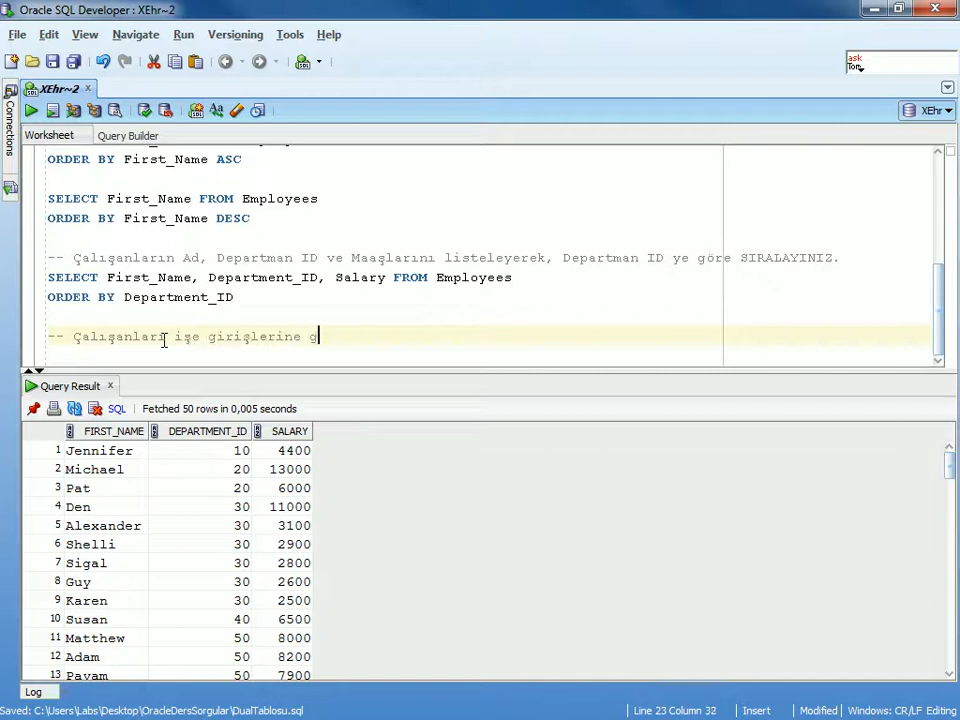 Oracle SQL Developer : XEhr~2
File Edit View Navigate Run Versioning Tools Help
ask
Tom
XEhr~2
XEhr
Connections
Worksheet Query Builder
ORDER BY First_Name ASC
SELECT First_Name FROM Employees
ORDER BY First_Name DESC
-- Çalışanların Ad, Departman ID ve Maaşlarını listeleyerek, Departman ID ye göre SIRALAYINIZ.
SELECT First_Name, Department_ID, Salary FROM Employees
ORDER BY Department_ID
-- Çalışanları işe girişlerine g
Query Result
SQL Fetched 50 rows in 0,005 seconds
FIRST_NAME DEPARTMENT_ID SALARY
1 Jennifer 10 4400
2 Michael 20 13000
3 Pat 20 6000
4 Den 30 11000
5 Alexander 30 3100
6 Shelli 30 2900
7 Sigal 30 2800
8 Guy 30 2600
9 Karen 30 2500
10 Susan 40 6500
11 Matthew 50 8000
12 Adam 50 8200
13 Payam 50 7900
Log
Saved: C:\Users\Labs\Desktop\OracleDersSorgular\DualTablosu.sql Line 23 Column 32 Insert Modified Windows: CR/LF Editing